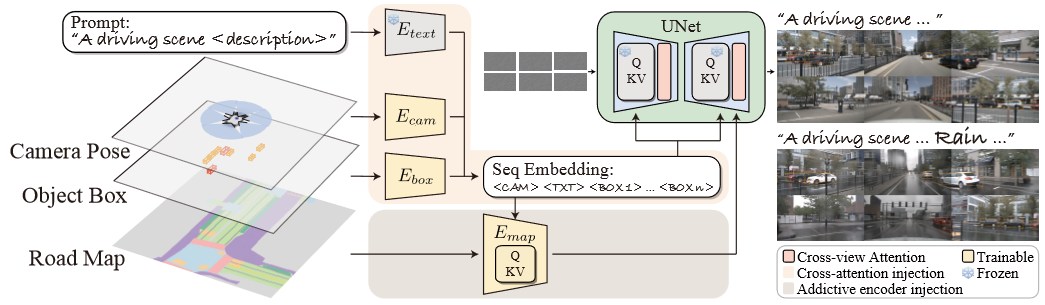 Prompt:
"A driving scene <description>"
Camera Pose
Object Box
Road Map
E_text
E_cam
E_box
Seq Embedding:
<CAM> <TXT> <BOX1> ... <BOXn>
E_map
Q
KV
UNet
Q
KV
Q
KV
"A driving scene ... "
"A driving scene ... Rain ..."
Cross-view Attention
Trainable
Cross-attention injection
Frozen
Addictive encoder injection